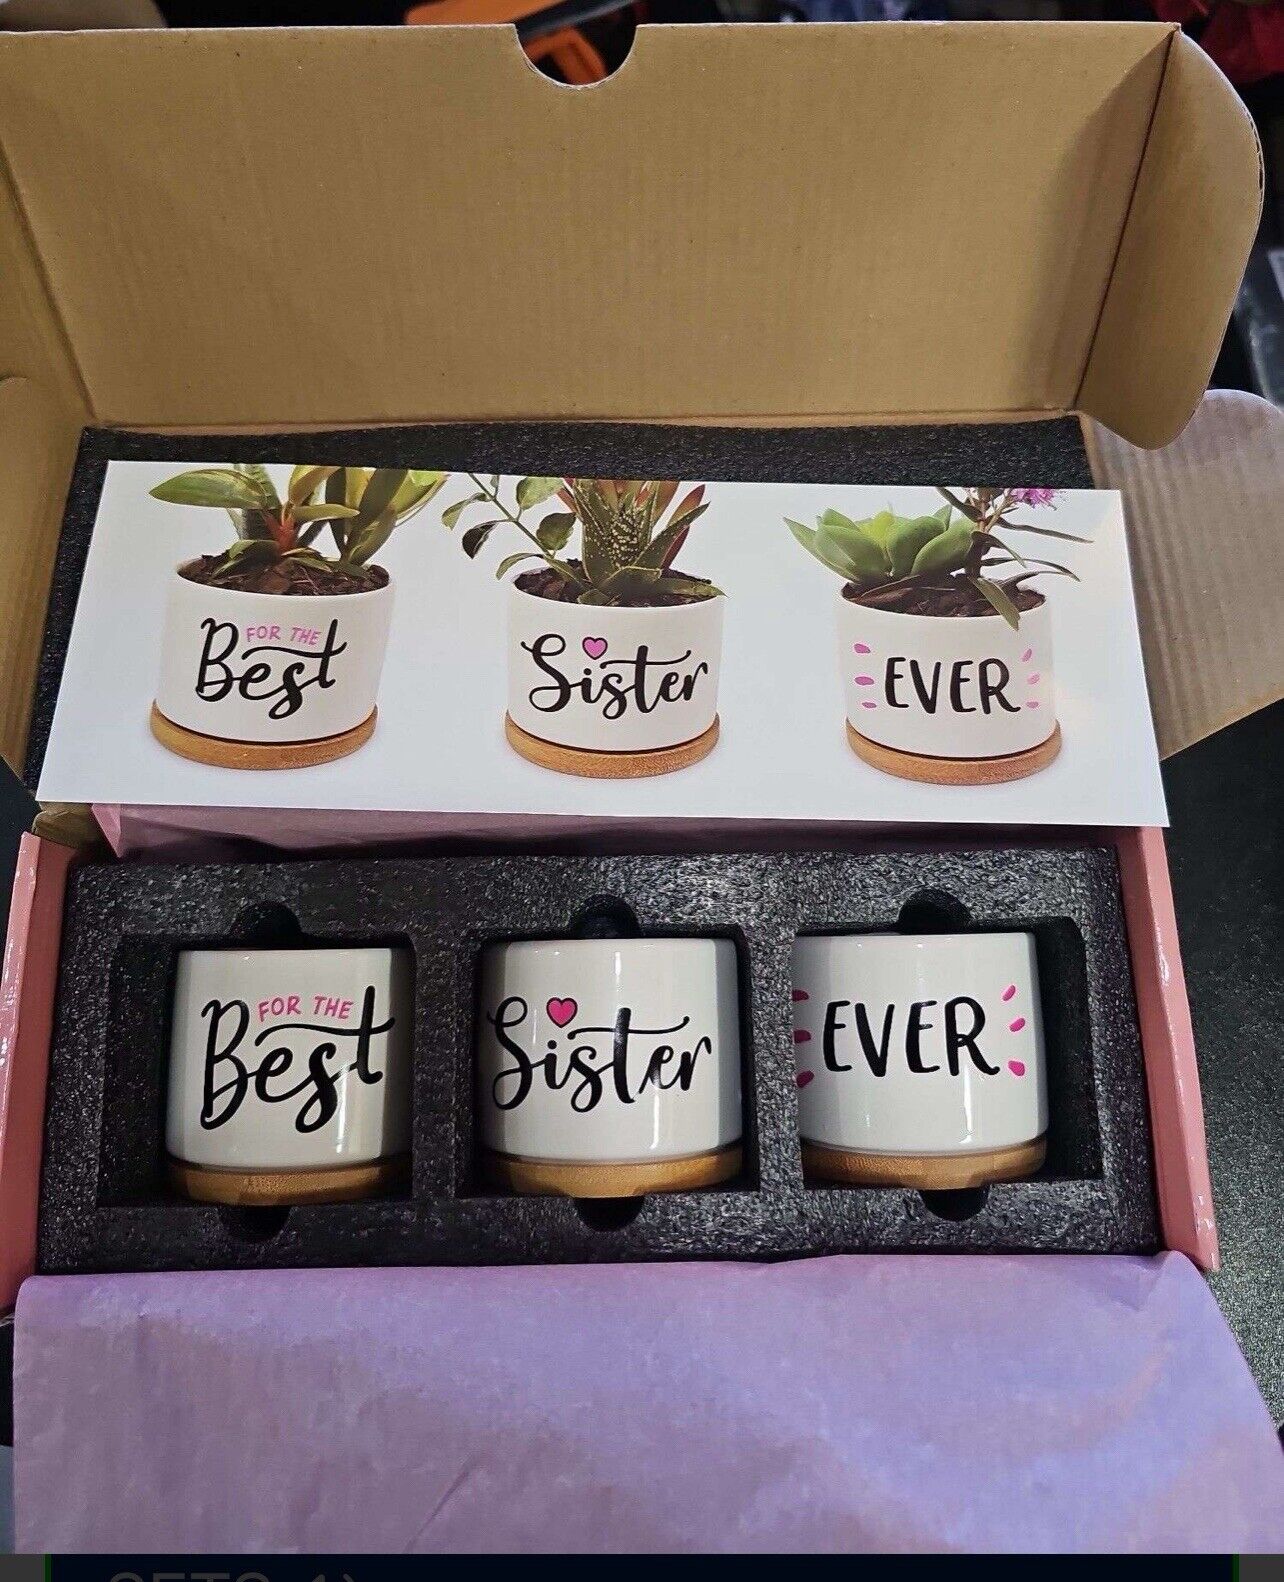 FOR THE
Best
Sister
EVER
FOR THE
Best
Sister
EVER